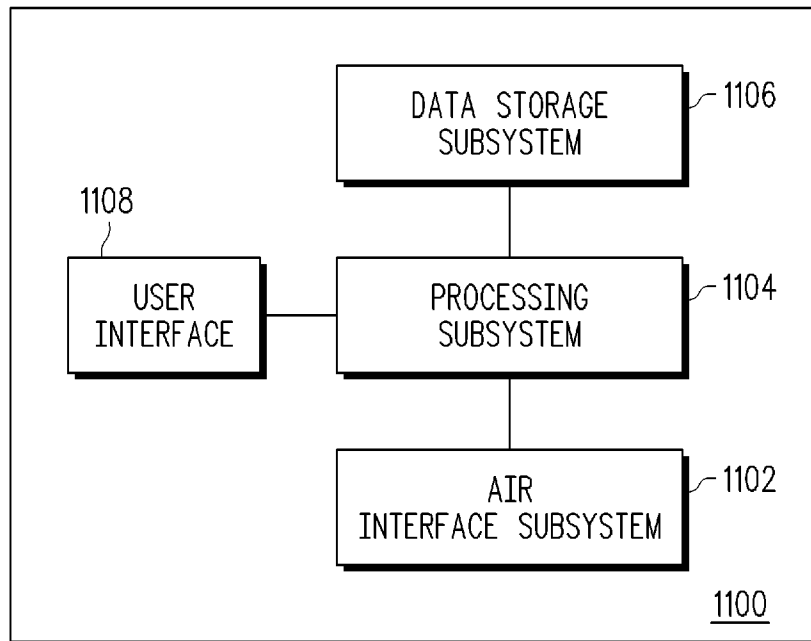 DATA STORAGE
SUBSYSTEM
1106
1108
USER
INTERFACE
PROCESSING
SUBSYSTEM
1104
AIR
INTERFACE SUBSYSTEM
1102
1100